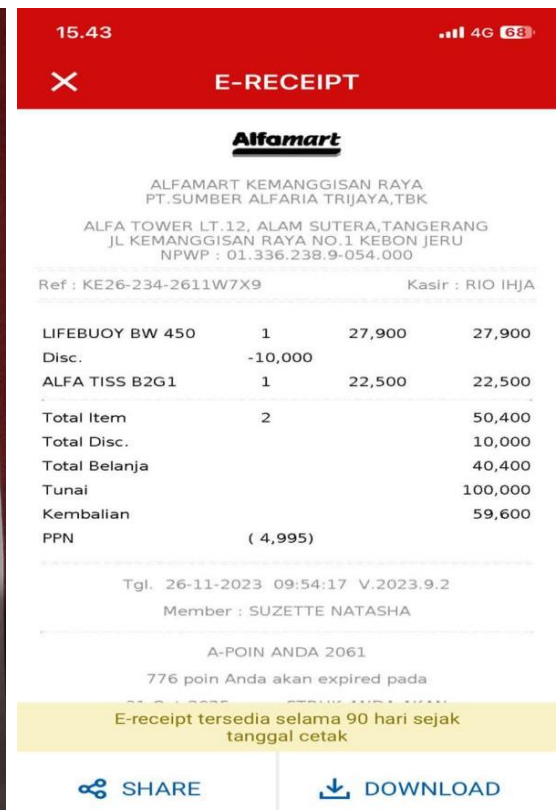 15.43 4G 68
E-RECEIPT
Alfamart
ALFAMART KEMANGGISAN RAYA
PT.SUMBER ALFARIA TRIJAYA,TBK
ALFA TOWER LT.12, ALAM SUTERA,TANGERANG
JL KEMANGGISAN RAYA NO.1 KEBON JERU
NPWP : 01.336.238.9-054.000
Ref : KE26-234-2611W7X9 Kasir : RIO IHJA
LIFEBUOY BW 450 1 27,900 27,900
Disc. -10,000
ALFA TISS B2G1 1 22,500 22,500
Total Item 2 50,400
Total Disc. 10,000
Total Belanja 40,400
Tunai 100,000
Kembalian 59,600
PPN ( 4,995)
Tgl. 26-11-2023 09:54:17 V.2023.9.2
Member : SUZETTE NATASHA
A-POIN ANDA 2061
776 poin Anda akan expired pada
E-receipt tersedia selama 90 hari sejak
tanggal cetak
SHARE DOWNLOAD